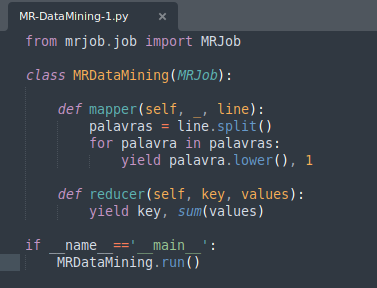 MR-DataMining-1.py ×
from mrjob.job import MRJob
class MRDataMining(MRJob):
def mapper(self, _, line):
palavras = line.split()
for palavra in palavras:
yield palavra.lower(), 1
def reducer(self, key, values):
yield key, sum(values)
if __name__=='__main__':
MRDataMining.run()